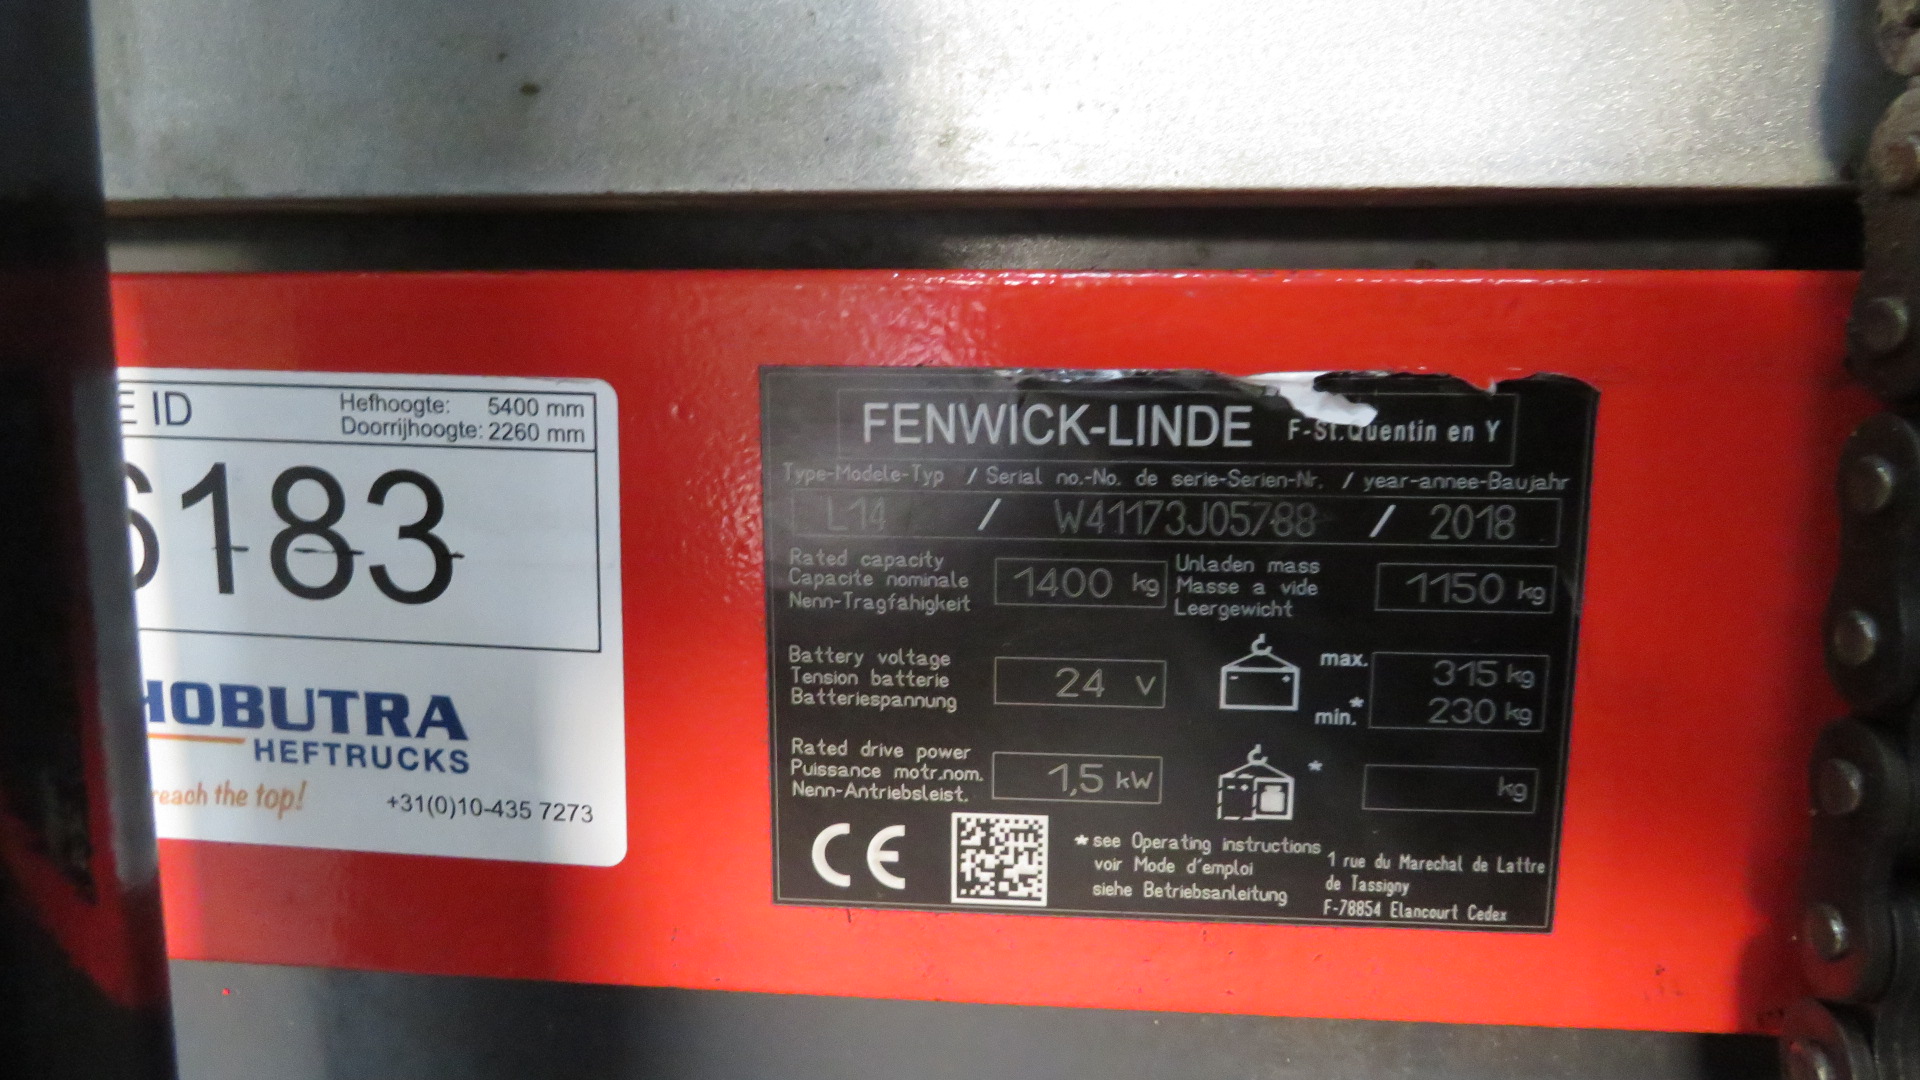 E ID
Hefhoogte: 5400 mm
Doorrijhoogte: 2260 mm
6183
HOBUTRA
HEFTRUCKS
reach the top!
+31(0)10-435 7273
FENWICK-LINDE F-St.Quentin en Y
Type-Modele-Typ / Serial no.-No. de serie-Serien-Nr. / year-annee-Baujahr
L14 / W41173J05788 / 2018
Rated capacity
Capacite nominale
Nenn-Tragfähigkeit
1400 kg
Unladen mass
Masse a vide
Leergewicht
1150 kg
Battery voltage
Tension batterie
Batteriespannung
24 V
max. 315 kg
min.* 230 kg
Rated drive power
Puissance motr.nom.
Nenn-Antriebsleist.
1,5 kW
* kg
CE
* see Operating instructions
voir Mode d'emploi
siehe Betriebsanleitung
1 rue du Marechal de Lattre
de Tassigny
F-78854 Elancourt Cedex